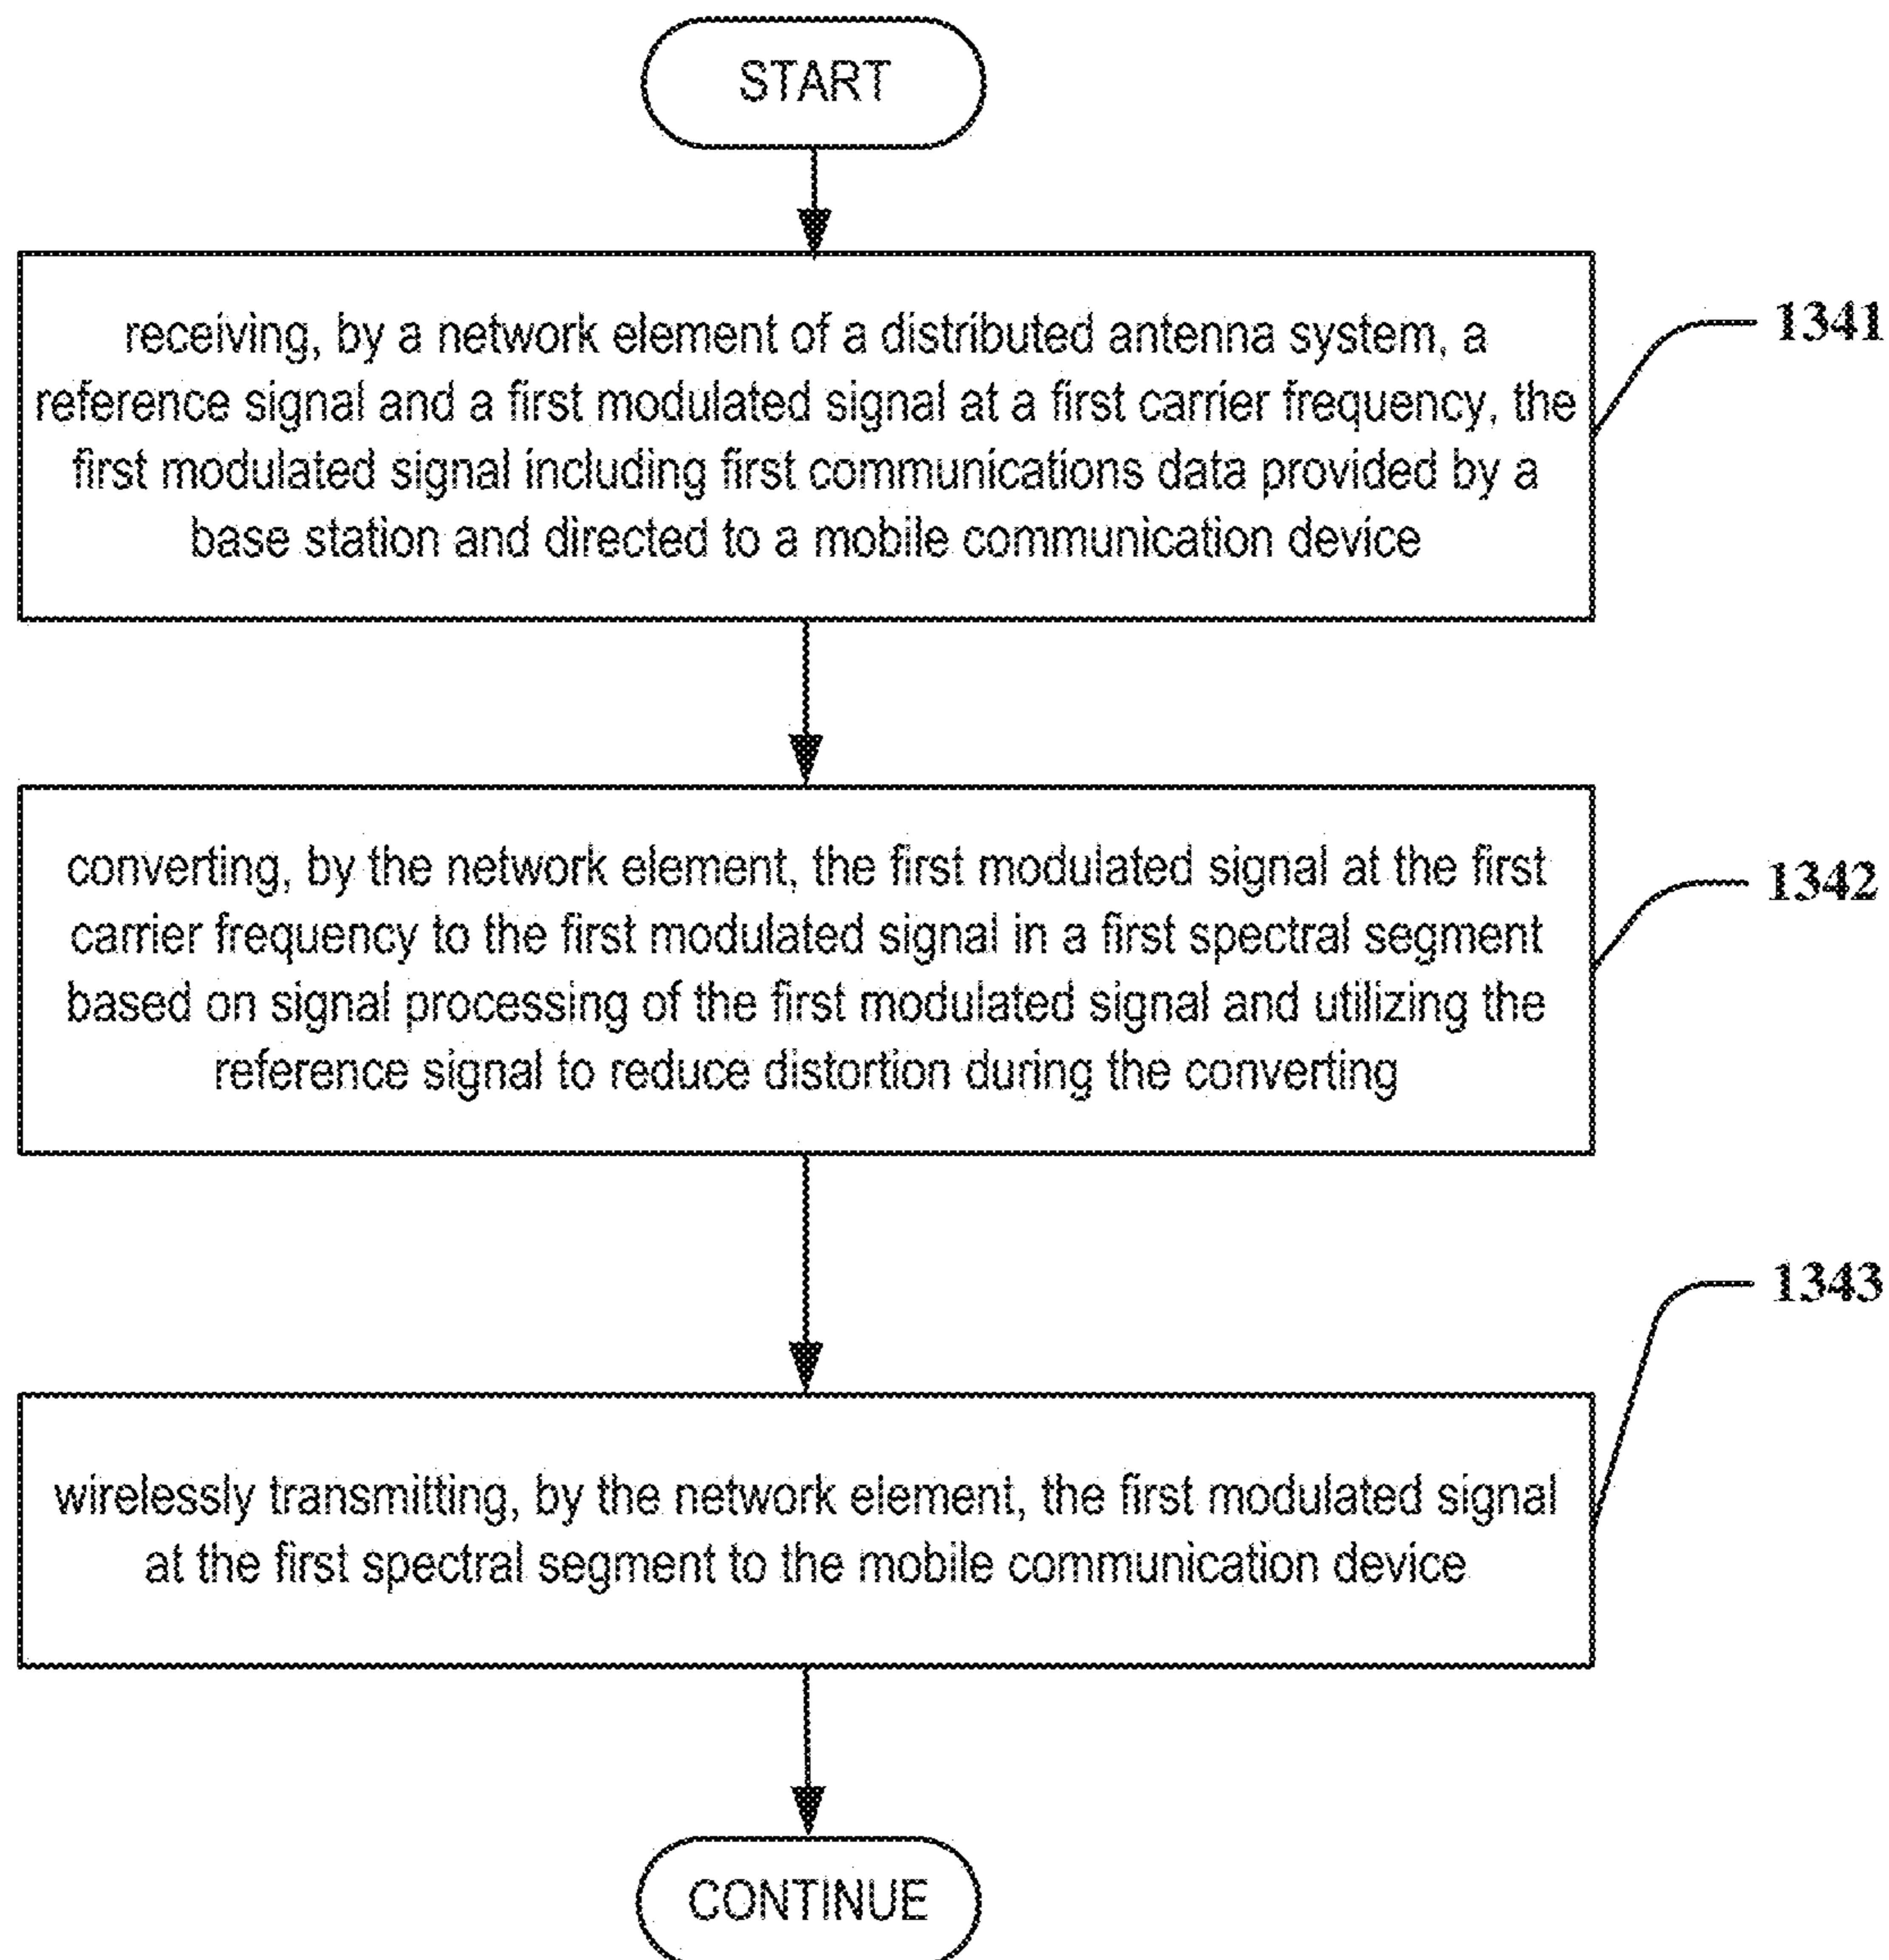 START
receiving, by a network element of a distributed antenna system, a
reference signal and a first modulated signal at a first carrier frequency, the
first modulated signal including first communications data provided by a
base station and directed to a mobile communication device
1341
converting, by the network element, the first modulated signal at the first
carrier frequency to the first modulated signal in a first spectral segment
based on signal processing of the first modulated signal and utilizing the
reference signal to reduce distortion during the converting
1342
wirelessly transmitting, by the network element, the first modulated signal
at the first spectral segment to the mobile communication device
1343
CONTINUE